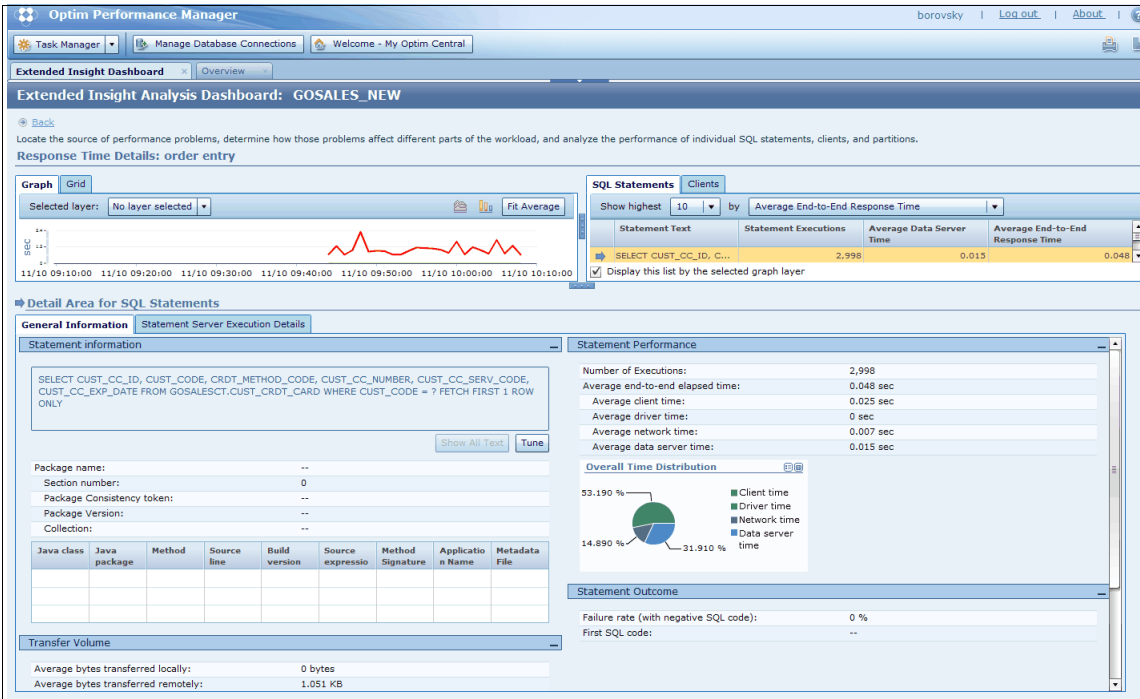 Optim Performance Manager
borovsky | Log out | About |
Task Manager Manage Database Connections Welcome - My Optim Central
Extended Insight Dashboard × Overview ×
Extended Insight Analysis Dashboard: GOSALES_NEW
Back
Locate the source of performance problems, determine how those problems affect different parts of the workload, and analyze the performance of individual SQL statements, clients, and partitions.
Response Time Details: order entry
Graph Grid
Selected layer: No layer selected Fit Average
sec
2.4
1.2
0
11/10 09:10:00 11/10 09:20:00 11/10 09:30:00 11/10 09:40:00 11/10 09:50:00 11/10 10:00:00 11/10 10:10:00
SQL Statements Clients
Show highest 10 by Average End-to-End Response Time
Statement Text Statement Executions Average Data Server Time Average End-to-End Response Time
SELECT CUST_CC_ID, C... 2,998 0.015 0.048
Display this list by the selected graph layer
Detail Area for SQL Statements
General Information Statement Server Execution Details
Statement information
SELECT CUST_CC_ID, CUST_CODE, CRDT_METHOD_CODE, CUST_CC_NUMBER, CUST_CC_SERV_CODE,
CUST_CC_EXP_DATE FROM GOSALESCT.CUST_CRDT_CARD WHERE CUST_CODE = ? FETCH FIRST 1 ROW
ONLY
Show All Text Tune
Package name: --
Section number: 0
Package Consistency token: --
Package Version: --
Collection: --
Java class Java package Method Source line Build version Source expressio Method Signature Applicatio n Name Metadata File
Transfer Volume
Average bytes transferred locally: 0 bytes
Average bytes transferred remotely: 1.051 KB
Statement Performance
Number of Executions: 2,998
Average end-to-end elapsed time: 0.048 sec
Average client time: 0.025 sec
Average driver time: 0 sec
Average network time: 0.007 sec
Average data server time: 0.015 sec
Overall Time Distribution
53.190 %
14.890 %
31.910 %
Client time
Driver time
Network time
Data server
time
Statement Outcome
Failure rate (with negative SQL code): 0 %
First SQL code: --